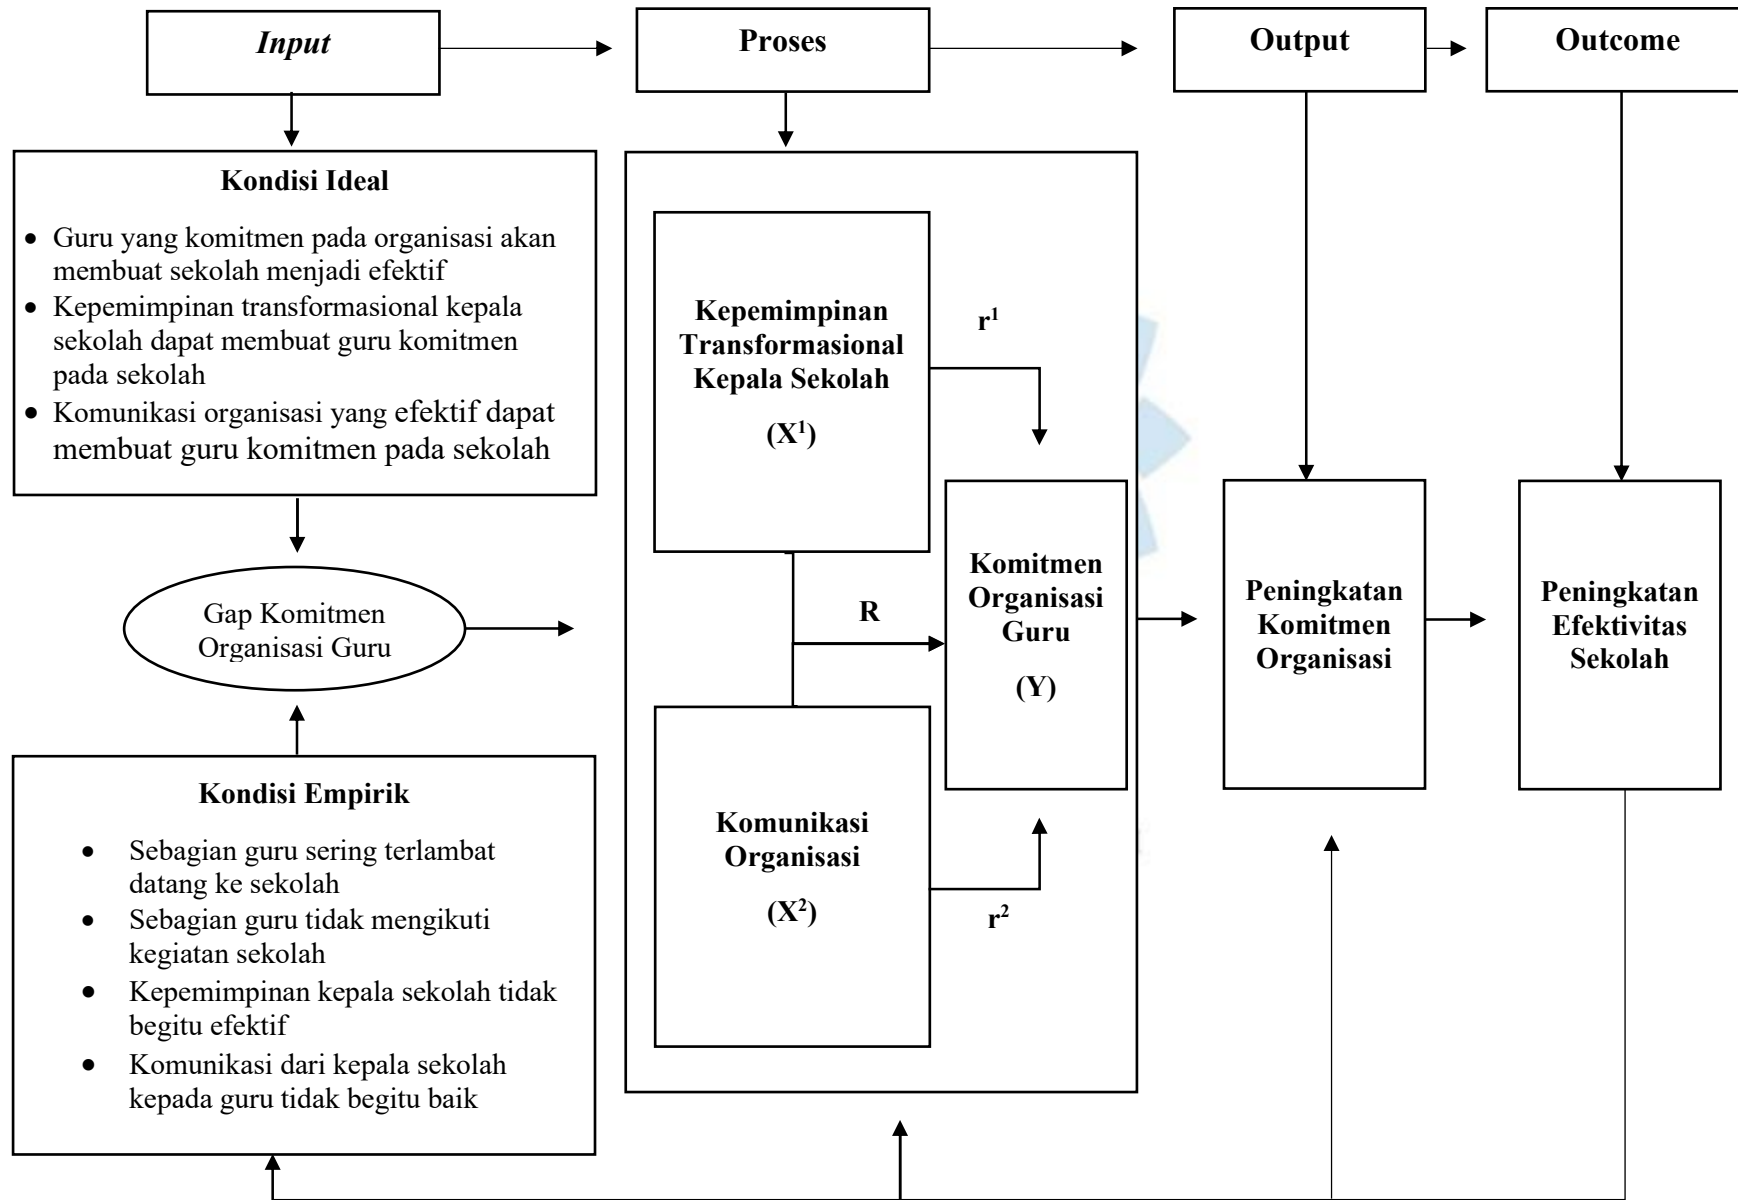 Input
Proses
Output
Outcome
Kondisi Ideal
• Guru yang komitmen pada organisasi akan
membuat sekolah menjadi efektif
• Kepemimpinan transformasional kepala
sekolah dapat membuat guru komitmen
pada sekolah
• Komunikasi organisasi yang efektif dapat
membuat guru komitmen pada sekolah
Gap Komitmen
Organisasi Guru
Kondisi Empirik
• Sebagian guru sering terlambat
datang ke sekolah
• Sebagian guru tidak mengikuti
kegiatan sekolah
• Kepemimpinan kepala sekolah tidak
begitu efektif
• Komunikasi dari kepala sekolah
kepada guru tidak begitu baik
Kepemimpinan
Transformasional
Kepala Sekolah
(X¹)
r¹
R
Komunikasi
Organisasi
(X²)
r²
Komitmen
Organisasi
Guru
(Y)
Peningkatan
Komitmen
Organisasi
Peningkatan
Efektivitas
Sekolah